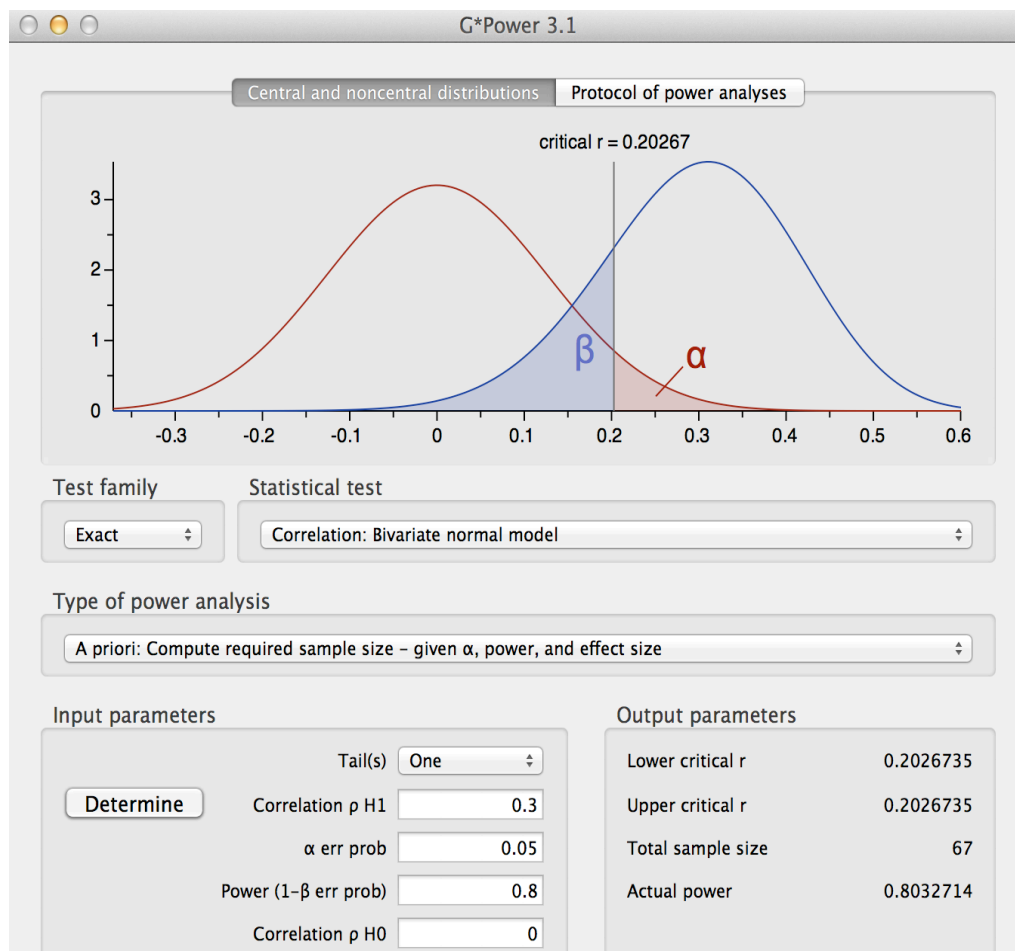 G*Power 3.1
Central and noncentral distributions Protocol of power analyses
critical r = 0.20267
3
2
1
0
β
α
-0.3 -0.2 -0.1 0 0.1 0.2 0.3 0.4 0.5 0.6
Test family Statistical test
Exact Correlation: Bivariate normal model
Type of power analysis
A priori: Compute required sample size – given α, power, and effect size
Input parameters Output parameters
Tail(s) One Lower critical r 0.2026735
Determine Correlation ρ H1 0.3 Upper critical r 0.2026735
α err prob 0.05 Total sample size 67
Power (1-β err prob) 0.8 Actual power 0.8032714
Correlation ρ H0 0